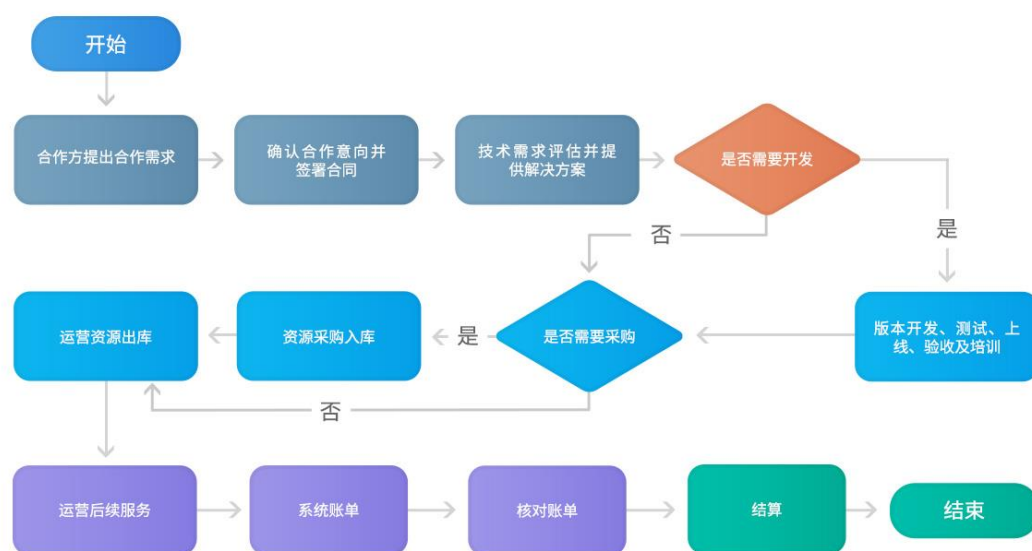 开始
合作方提出合作需求
确认合作意向并
签署合同
技术需求评估并提
供解决方案
是否需要开发
否
是
运营资源出库
资源采购入库
是
是否需要采购
版本开发、测试、上
线、验收及培训
否
运营后续服务
系统账单
核对账单
结算
结束